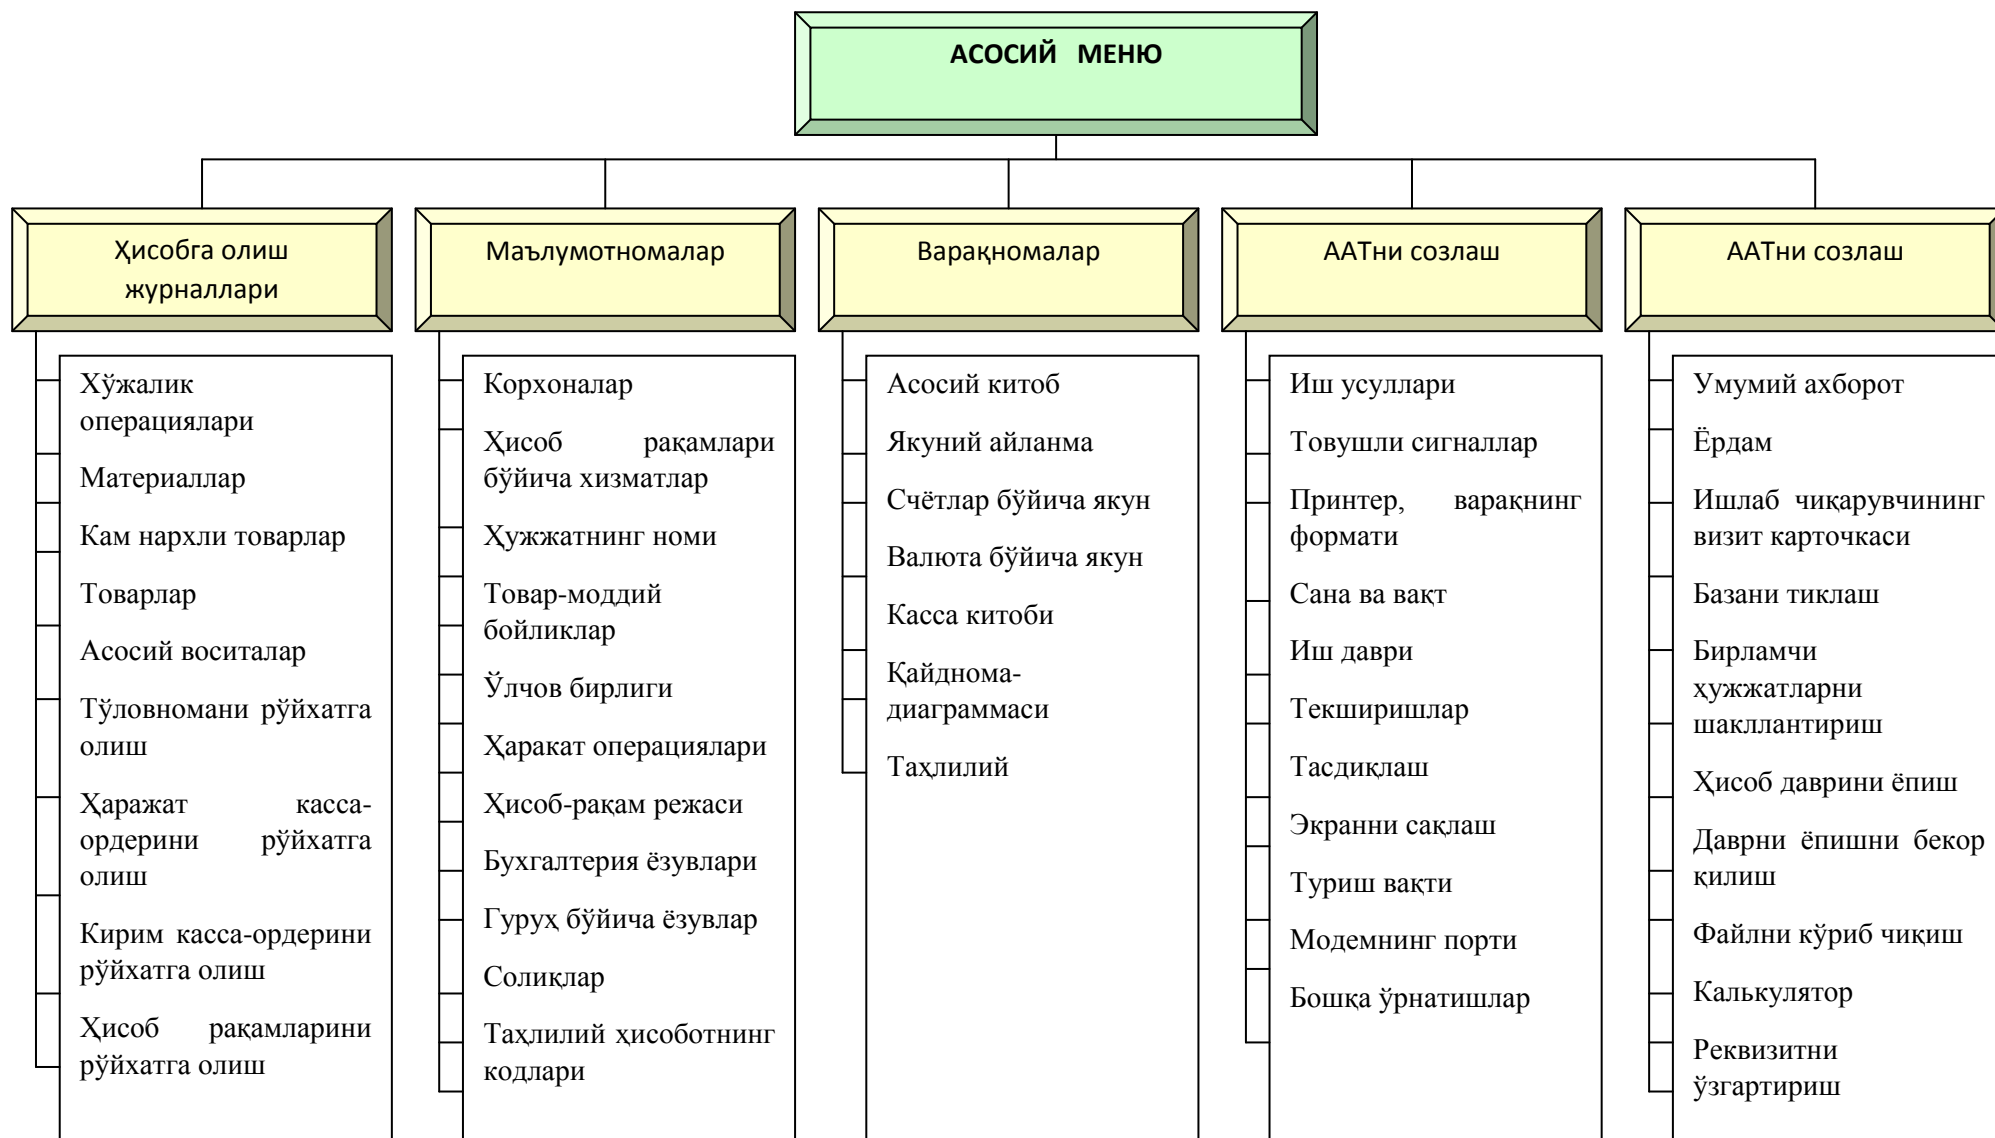 АСОСИЙ МЕНЮ
Ҳисобга олиш
журналлари
Хўжалик
операциялари
Материаллар
Кам нархли товарлар
Товарлар
Асосий воситалар
Тўловномани рўйхатга
олиш
Ҳаражат касса-
ордерини рўйхатга
олиш
Кирим касса-ордерини
рўйхатга олиш
Ҳисоб рақамларини
рўйхатга олиш
Маълумотномалар
Корхоналар
Ҳисоб рақамлари
бўйича хизматлар
Ҳужжатнинг номи
Товар-моддий
бойликлар
Ўлчов бирлиги
Ҳаракат операциялари
Ҳисоб-рақам режаси
Бухгалтерия ёзувлари
Гуруҳ бўйича ёзувлар
Солиқлар
Таҳлилий ҳисоботнинг
кодлари
Варақномалар
Асосий китоб
Якуний айланма
Счётлар бўйича якун
Валюта бўйича якун
Касса китоби
Қайднома-
диаграммаси
Таҳлилий
ААТни созлаш
Иш усуллари
Товушли сигналлар
Принтер, варақнинг
формати
Сана ва вақт
Иш даври
Текширишлар
Тасдиқлаш
Экранни сақлаш
Туриш вақти
Модемнинг порти
Бошқа ўрнатишлар
ААТни созлаш
Умумий ахборот
Ёрдам
Ишлаб чиқарувчининг
визит карточкаси
Базани тиклаш
Бирламчи
ҳужжатларни
шакллантириш
Ҳисоб даврини ёпиш
Даврни ёпишни бекор
қилиш
Файлни кўриб чиқиш
Калькулятор
Реквизитни
ўзгартириш